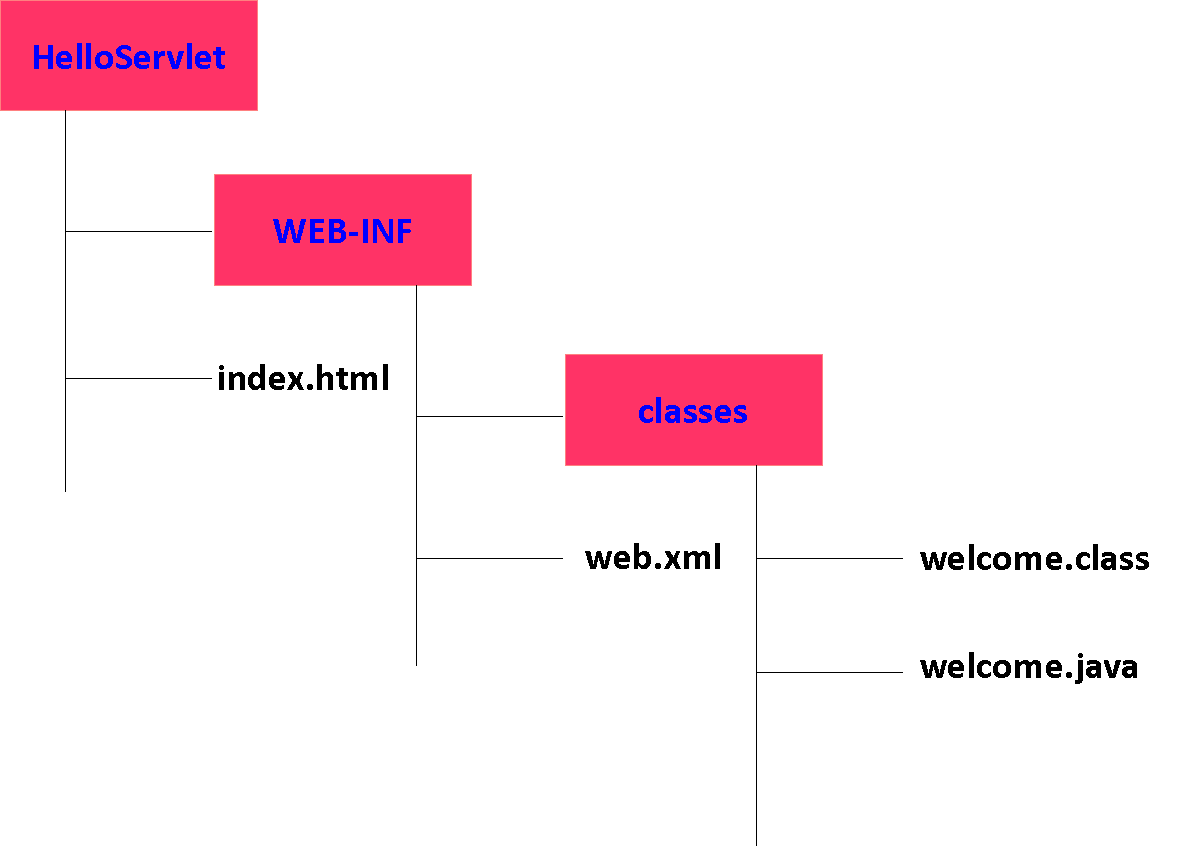 HelloServlet
WEB-INF
index.html
classes
web.xml
welcome.class
welcome.java